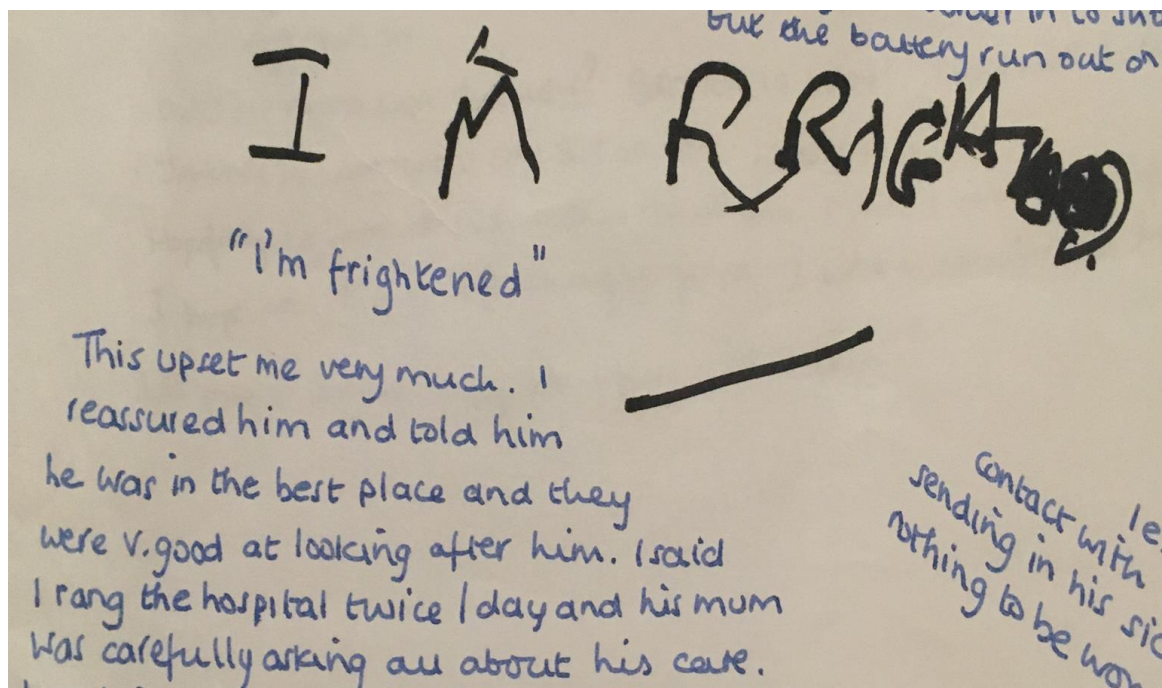 but the battery run out on
I'M FRIGHT
"I'm frightened"
This upset me very much. I
reassured him and told him
he was in the best place and they
were v.good at looking after him. I said
I rang the hospital twice / day and his mum
was carefully asking all about his care.
contact with
sending in his
nothing to be